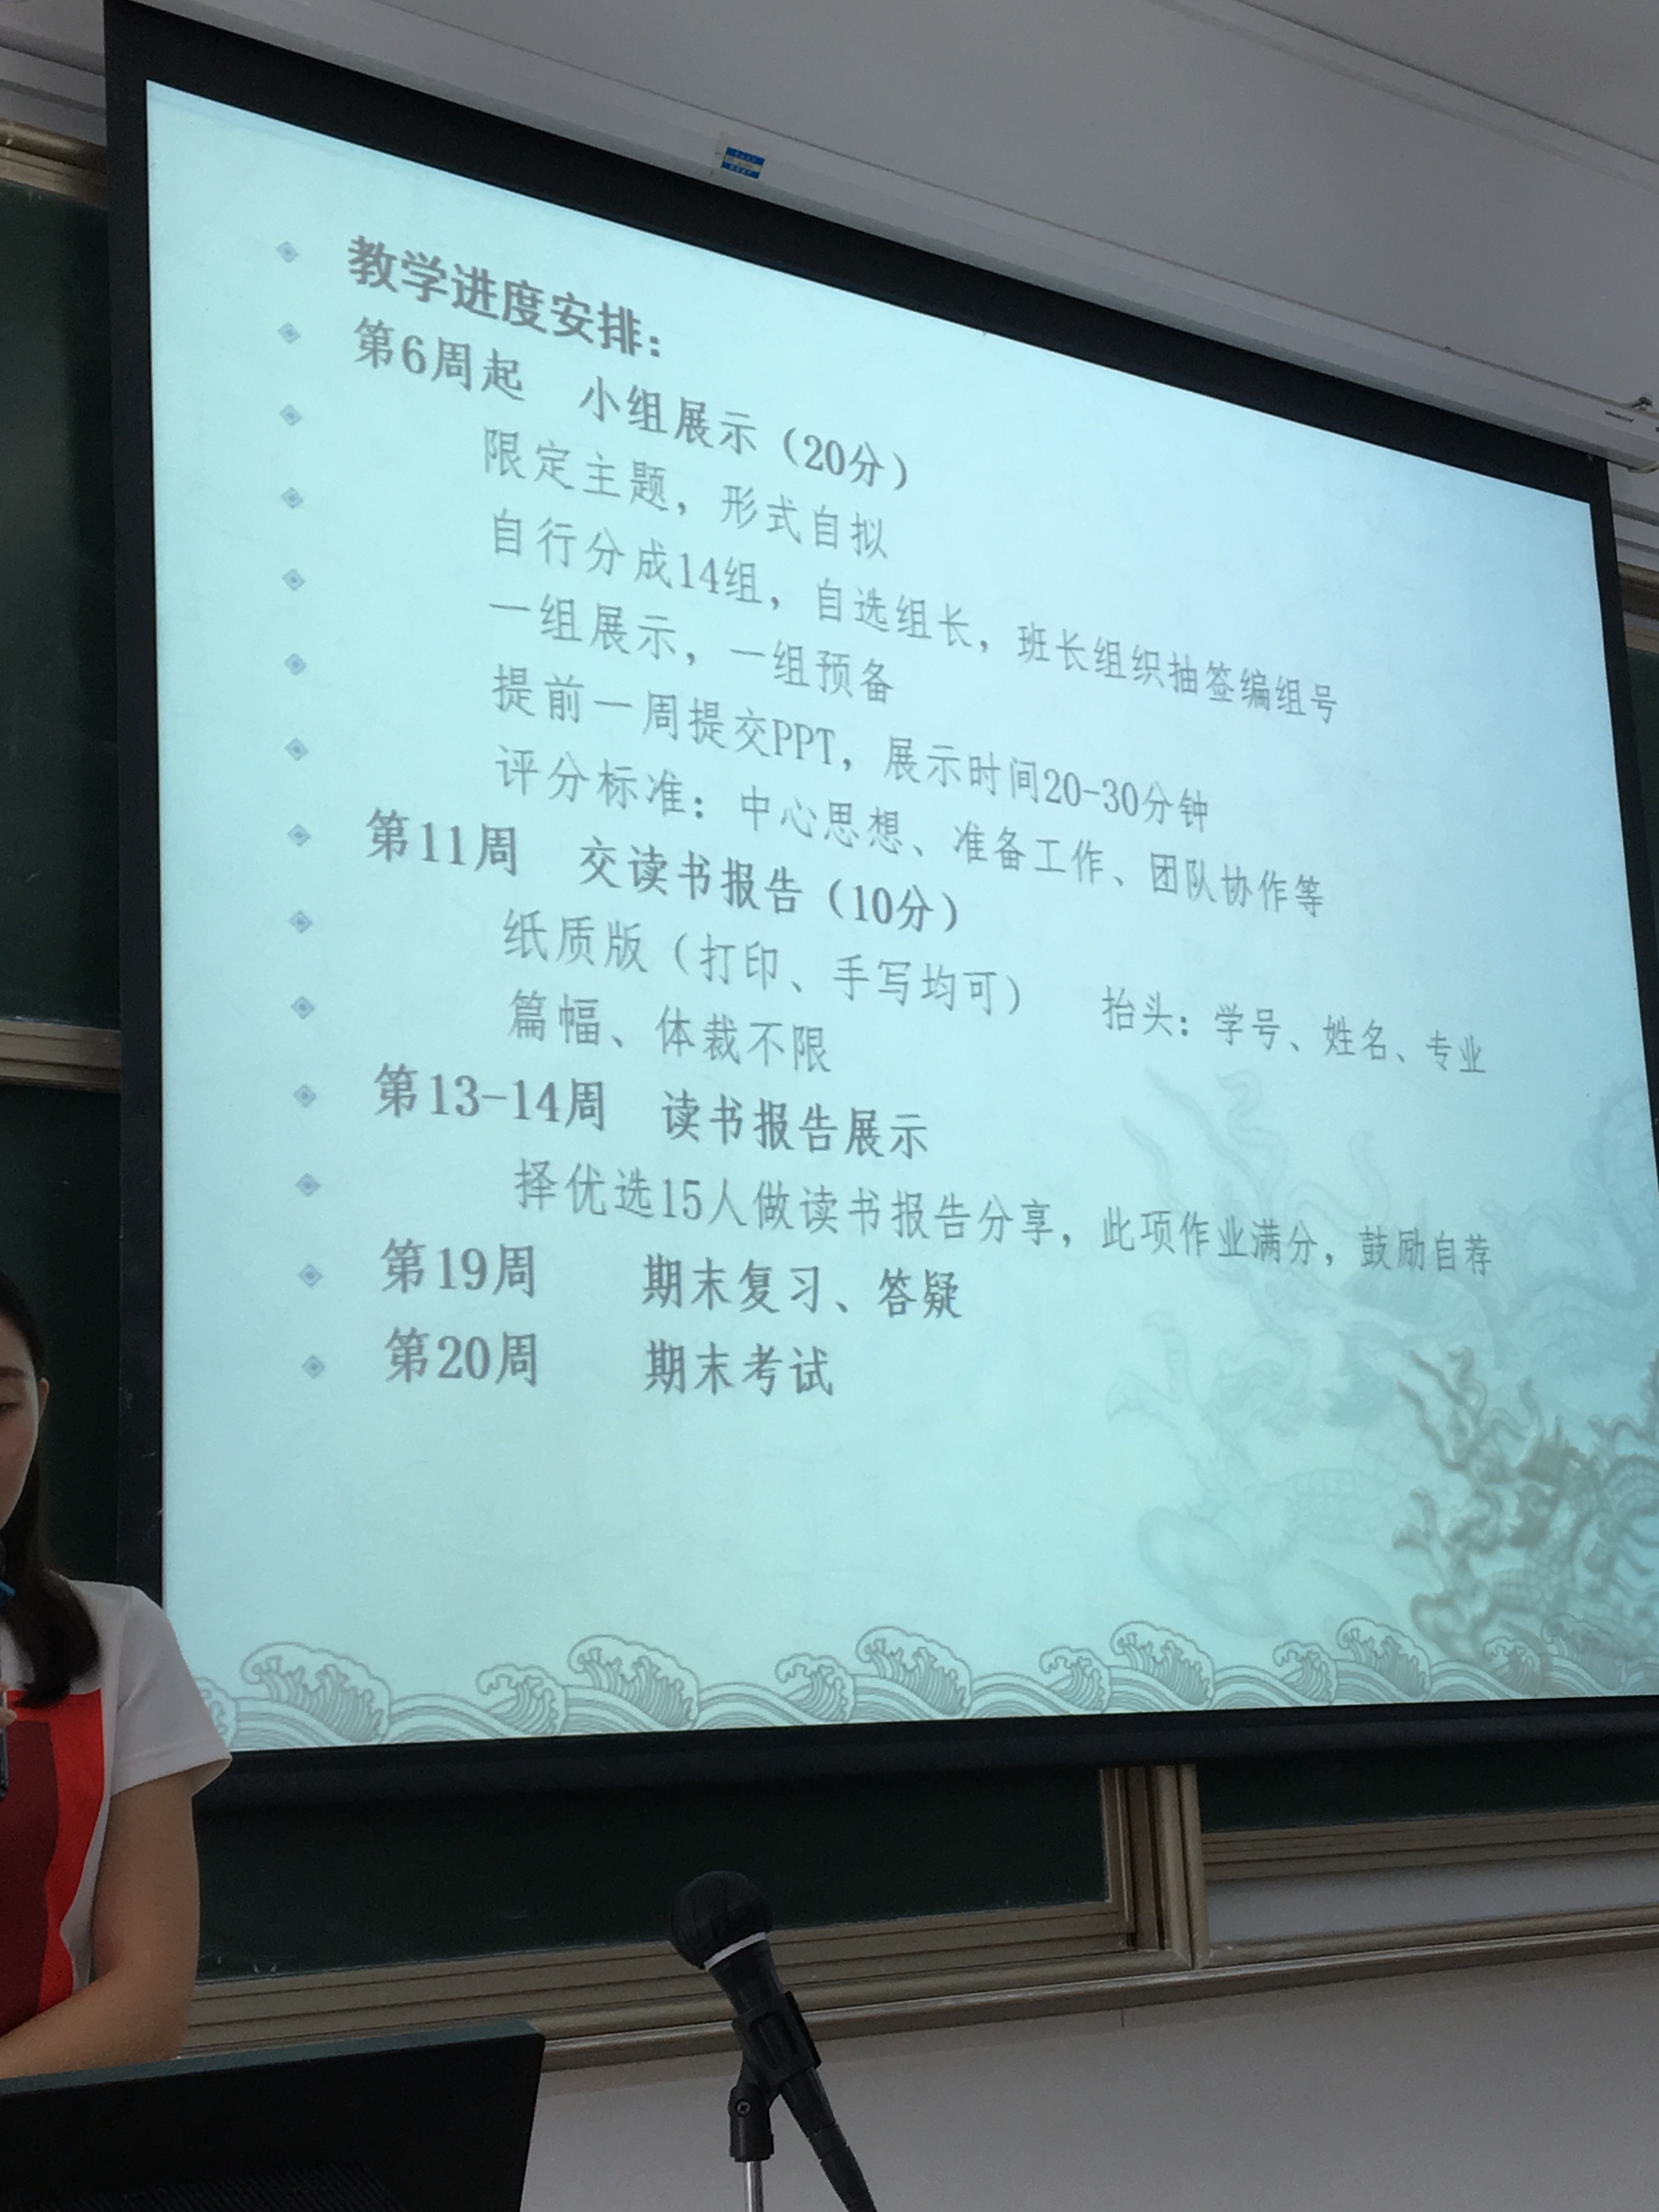 教学进度安排：
第6周起 小组展示（20分）
限定主题，形式自拟
自行分成14组，自选组长，班长组织抽签编组号
一组展示，一组预备
提前一周提交PPT，展示时间20-30分钟
评分标准：中心思想、准备工作、团队协作等
第11周 交读书报告（10分）
纸质版（打印、手写均可） 抬头：学号、姓名、专业
篇幅、体裁不限
第13-14周 读书报告展示
择优选15人做读书报告分享，此项作业满分，鼓励自荐
第19周 期末复习、答疑
第20周 期末考试